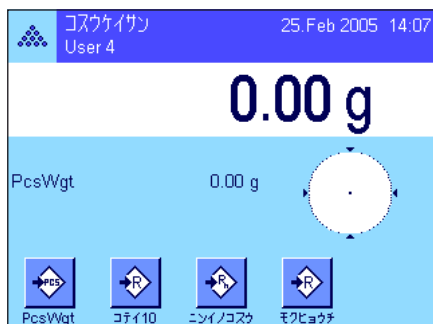 コスウケイサン 25.Feb 2005 14:07
User 4
0.00 g
PcsWgt 0.00 g
PCS R Rn R
PcsWgt コテイ10 ニンイノコスウ モクヒョウチ